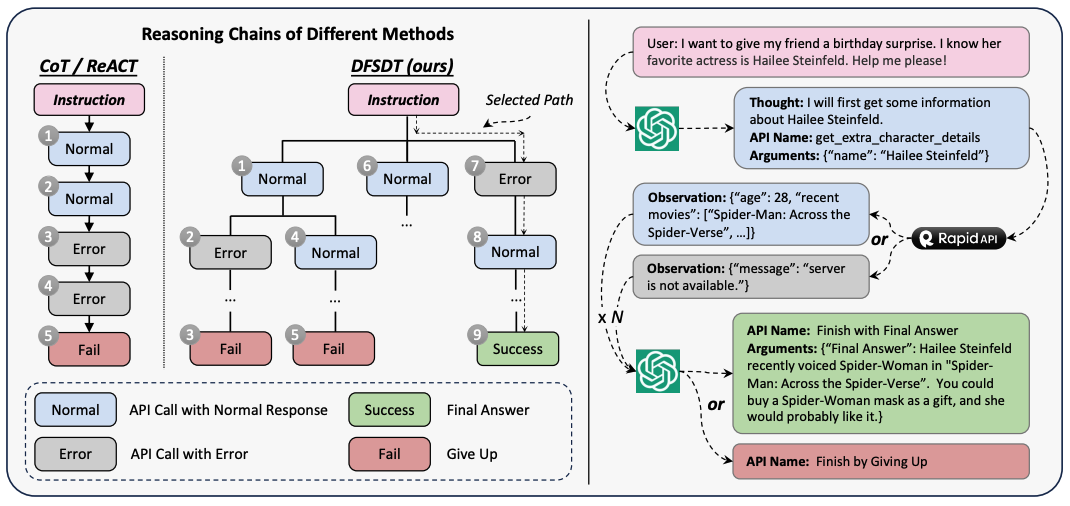 Reasoning Chains of Different Methods
CoT / ReACT
Instruction
1
Normal
2
Normal
3
Error
4
Error
5
Fail
DFSDT (ours)
Instruction
Selected Path
1
Normal
6
Normal
...
7
Error
2
Error
...
3
Fail
4
Normal
...
5
Fail
8
Normal
...
9
Success
Normal
API Call with Normal Response
Success
Final Answer
Error
API Call with Error
Fail
Give Up
User: I want to give my friend a birthday surprise. I know her
favorite actress is Hailee Steinfeld. Help me please!
Thought: I will first get some information
about Hailee Steinfeld.
API Name: get_extra_character_details
Arguments: {“name”: “Hailee Steinfeld”}
Observation: {“age”: 28, “recent
movies”: [“Spider-Man: Across the
Spider-Verse”, …]}
or
Rapid API
Observation: {“message”: “server
is not available.”}
x N
API Name: Finish with Final Answer
Arguments: {“Final Answer”: Hailee Steinfeld
recently voiced Spider-Woman in "Spider-
Man: Across the Spider-Verse”. You could
buy a Spider-Woman mask as a gift, and she
would probably like it.}
or
API Name: Finish by Giving Up